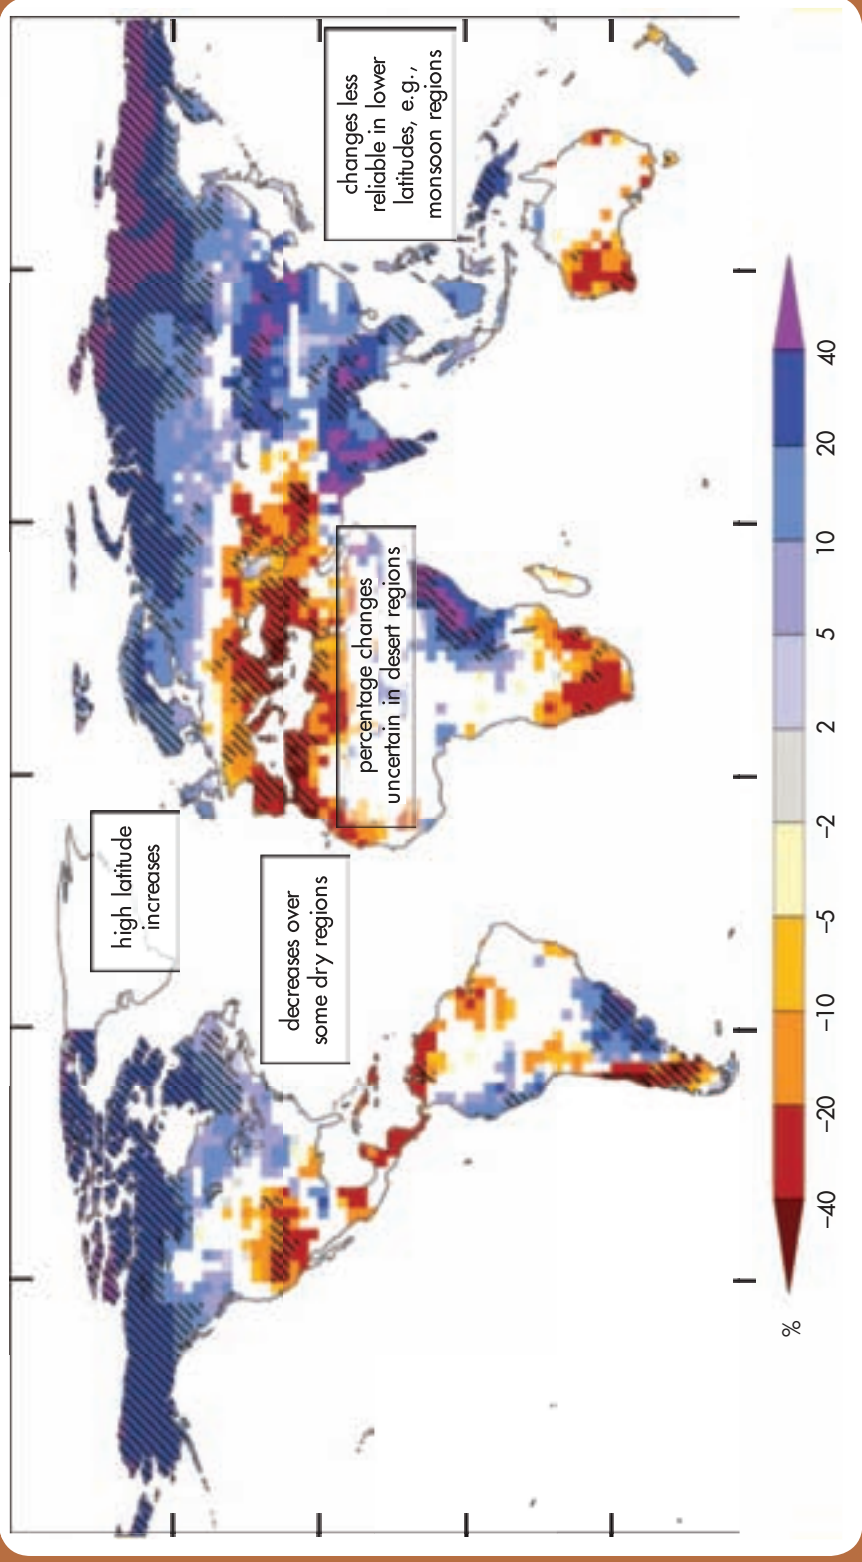 high latitude
increases
decreases over
some dry regions
percentage changes
uncertain in desert regions
changes less
reliable in lower
latitudes, e.g.,
monsoon regions
% −40 −20 −10 −5 −2 2 5 10 20 40